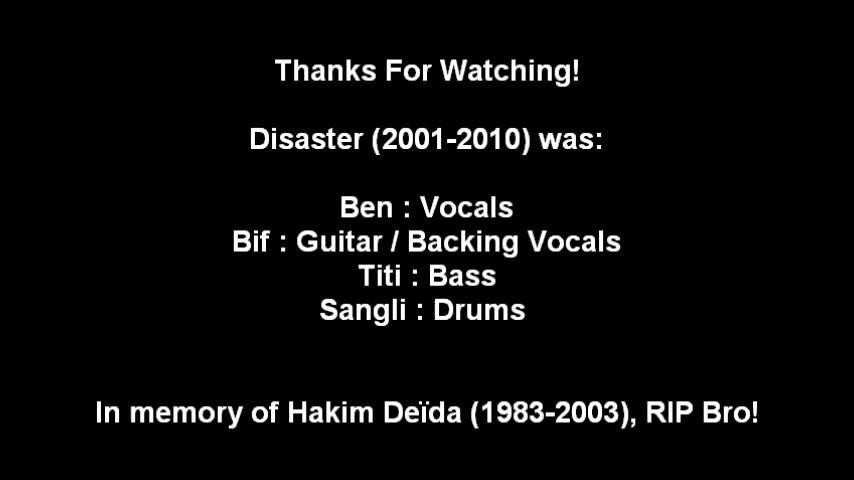 Thanks For Watching!
Disaster (2001-2010) was:
Ben : Vocals
Bif : Guitar / Backing Vocals
Titi : Bass
Sangli : Drums
In memory of Hakim Deïda (1983-2003), RIP Bro!